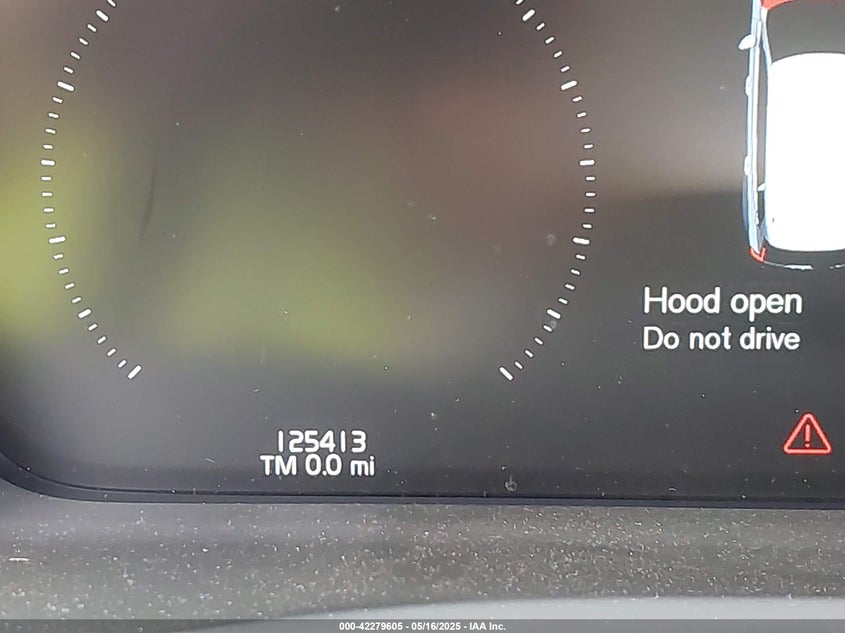 Hood open
Do not drive
125413
TM 0.0 mi
000-42279605 - 05/16/2025 - IAA Inc.